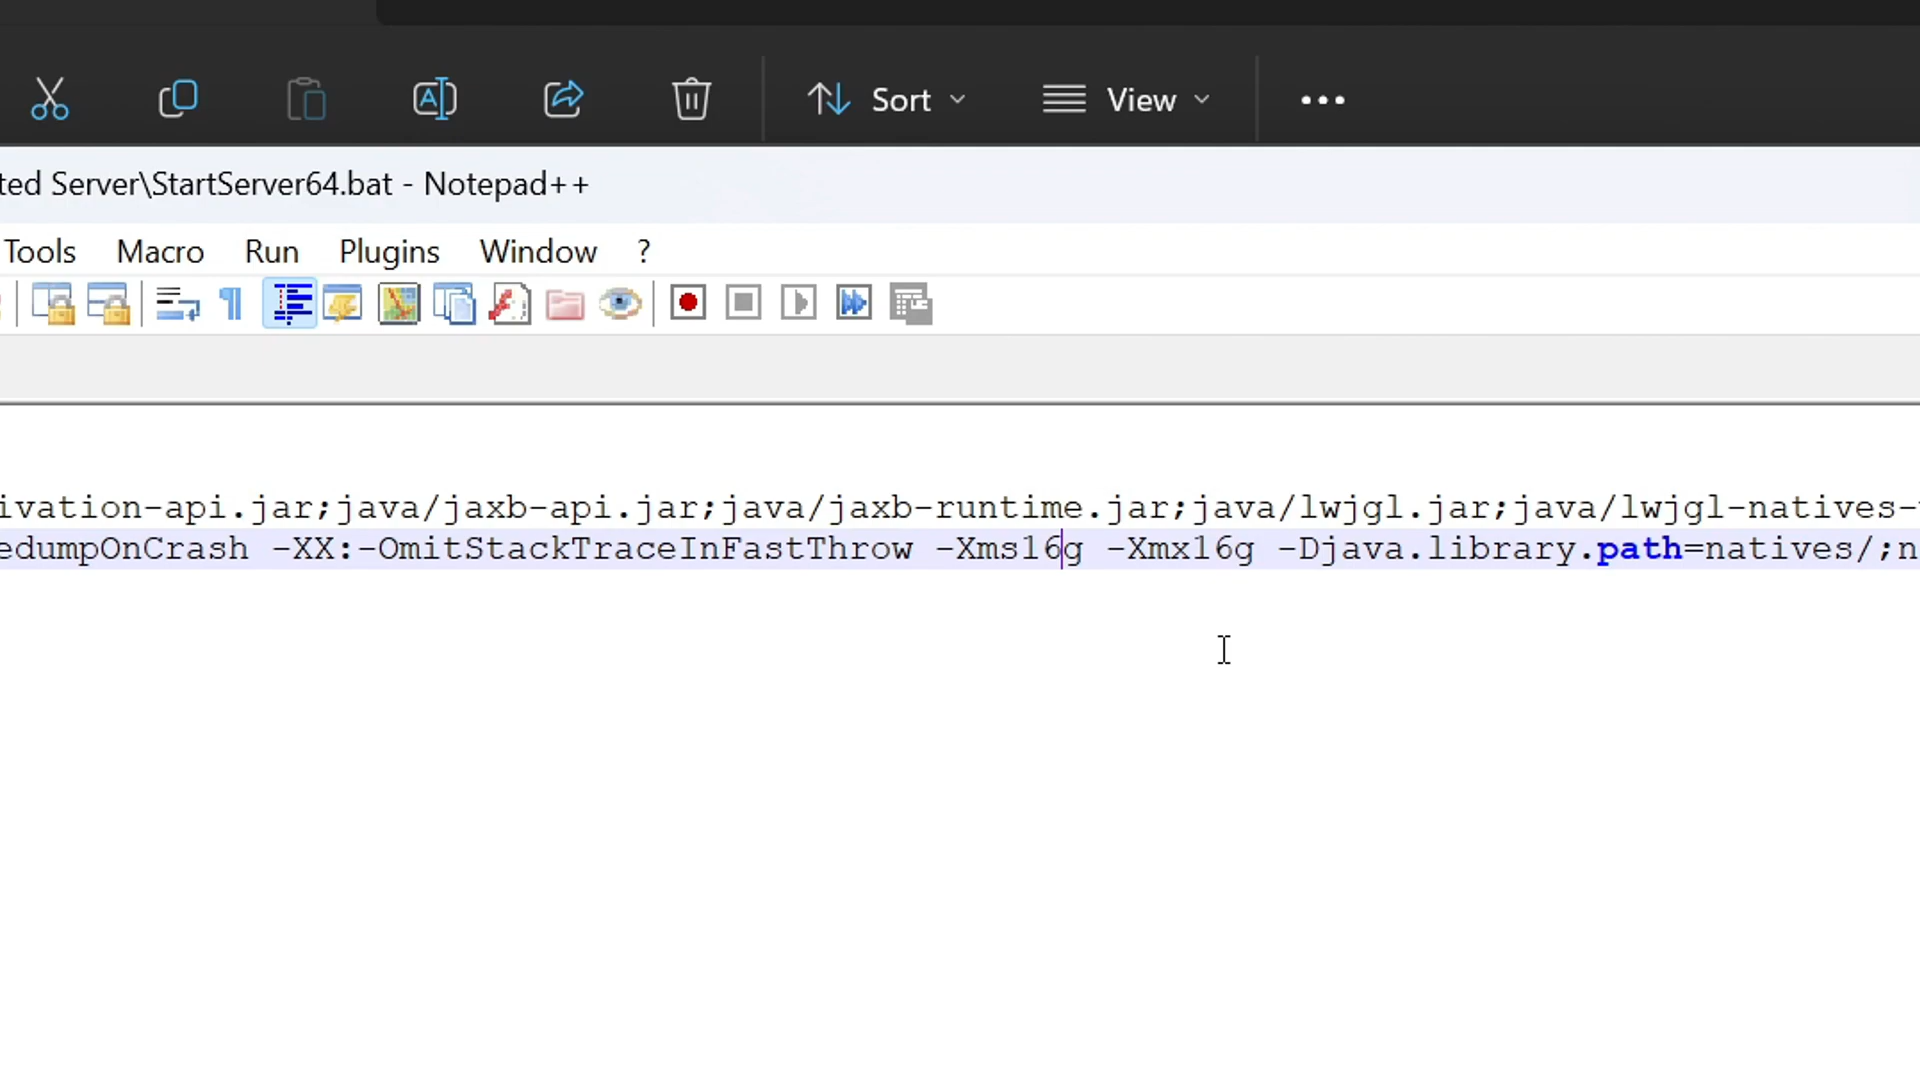 Sort View
ted Server\StartServer64.bat - Notepad++
Tools Macro Run Plugins Window ?
ivation-api.jar;java/jaxb-api.jar;java/jaxb-runtime.jar;java/lwjgl.jar;java/lwjgl-natives-
edumpOnCrash -XX:-OmitStackTraceInFastThrow -Xms16g -Xmx16g -Djava.library.path=natives/;n